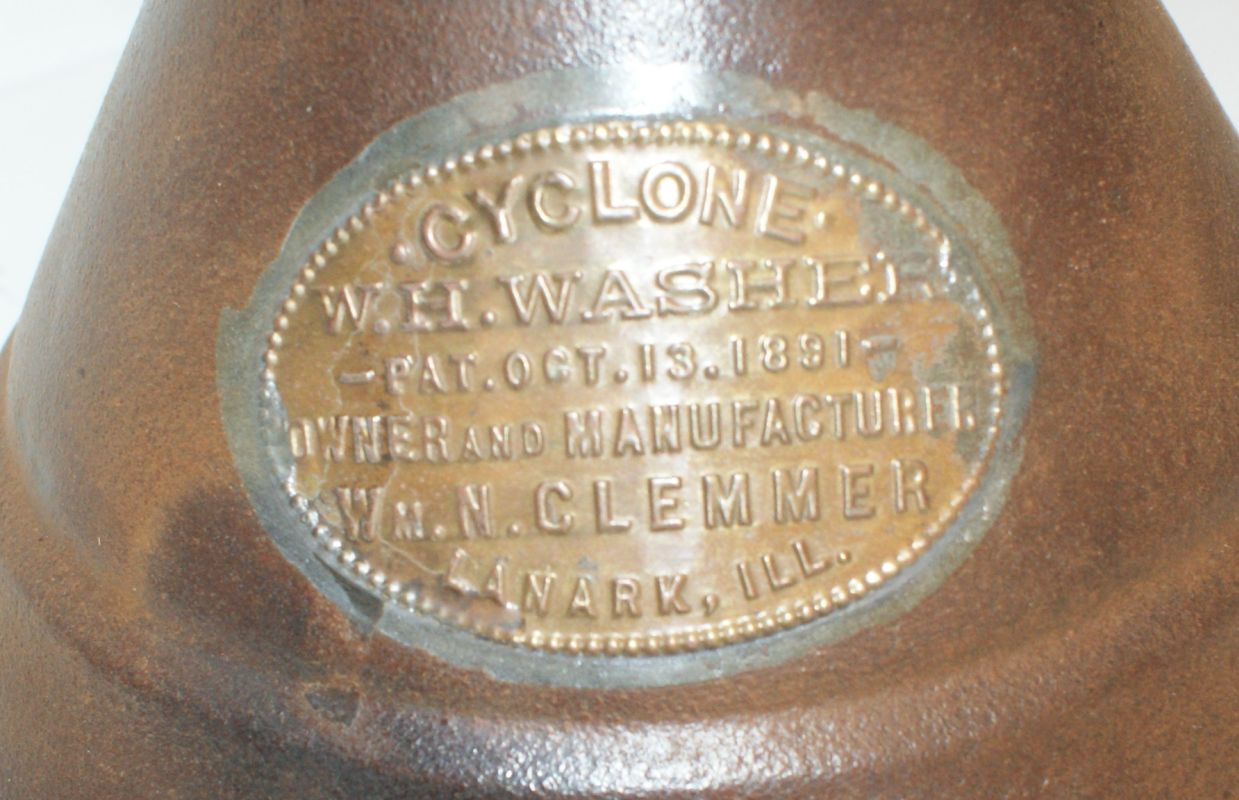 ·CYCLONE·
W.H.WASHER
-PAT.OCT.13.1891-
OWNER AND MANUFACTURER.
WM.N.CLEMMER
LANARK, ILL.